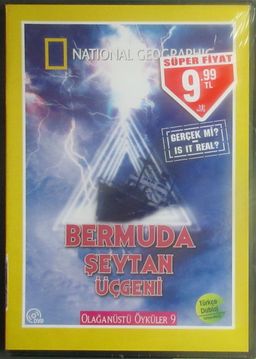 NATIONAL GEOGRAPHIC
SÜPER FİYAT
9.99
TL
GERÇEK Mİ?
IS IT REAL?
BERMUDA
ŞEYTAN
ÜÇGENİ
OLAĞANÜSTÜ ÖYKÜLER 9
Türkçe
Dublaj
DVD